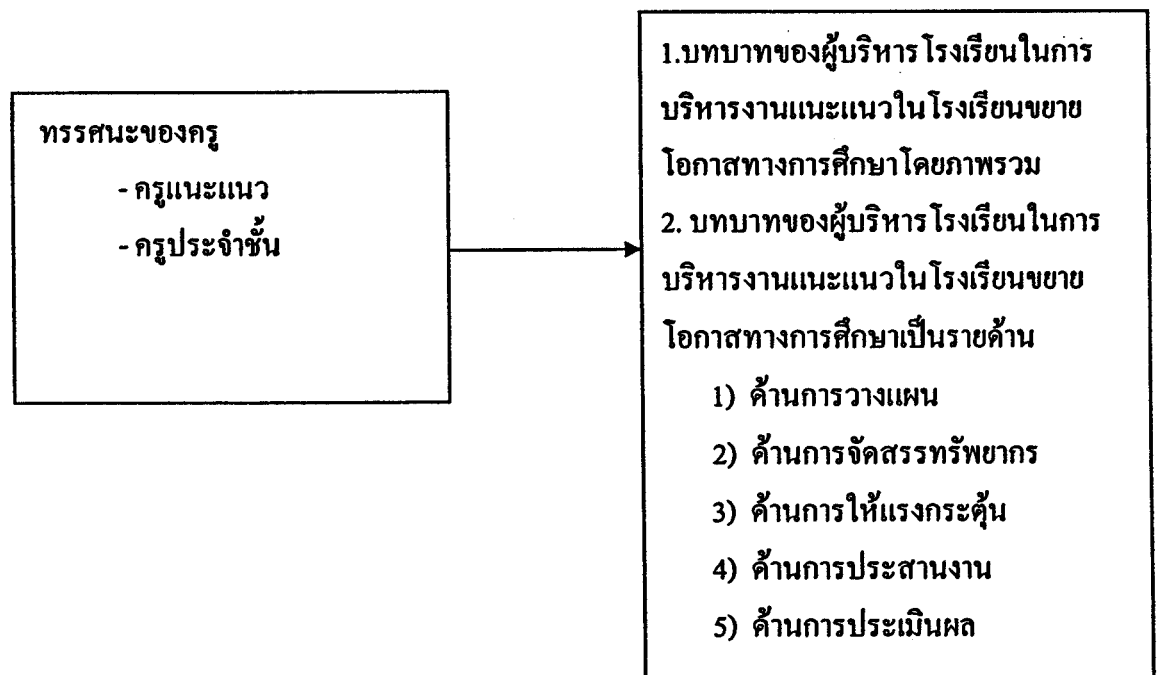 ทรรศนะของครู
- ครูแนะแนว
- ครูประจำชั้น
1.บทบาทของผู้บริหารโรงเรียนในการ
บริหารงานแนะแนวในโรงเรียนขยาย
โอกาสทางการศึกษาโดยภาพรวม
2. บทบาทของผู้บริหารโรงเรียนในการ
บริหารงานแนะแนวในโรงเรียนขยาย
โอกาสทางการศึกษาเป็นรายด้าน
1) ด้านการวางแผน
2) ด้านการจัดสรรทรัพยากร
3) ด้านการให้แรงกระตุ้น
4) ด้านการประสานงาน
5) ด้านการประเมินผล